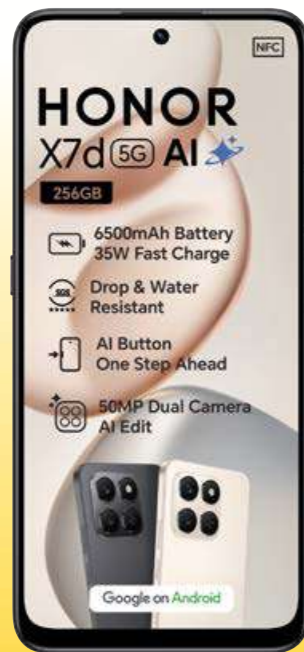 NFC
HONOR
X7d 5G AI
256GB
6500mAh Battery
35W Fast Charge
SGS
Drop & Water
Resistant
AI Button
One Step Ahead
50MP Dual Camera
AI Edit
Google on Android